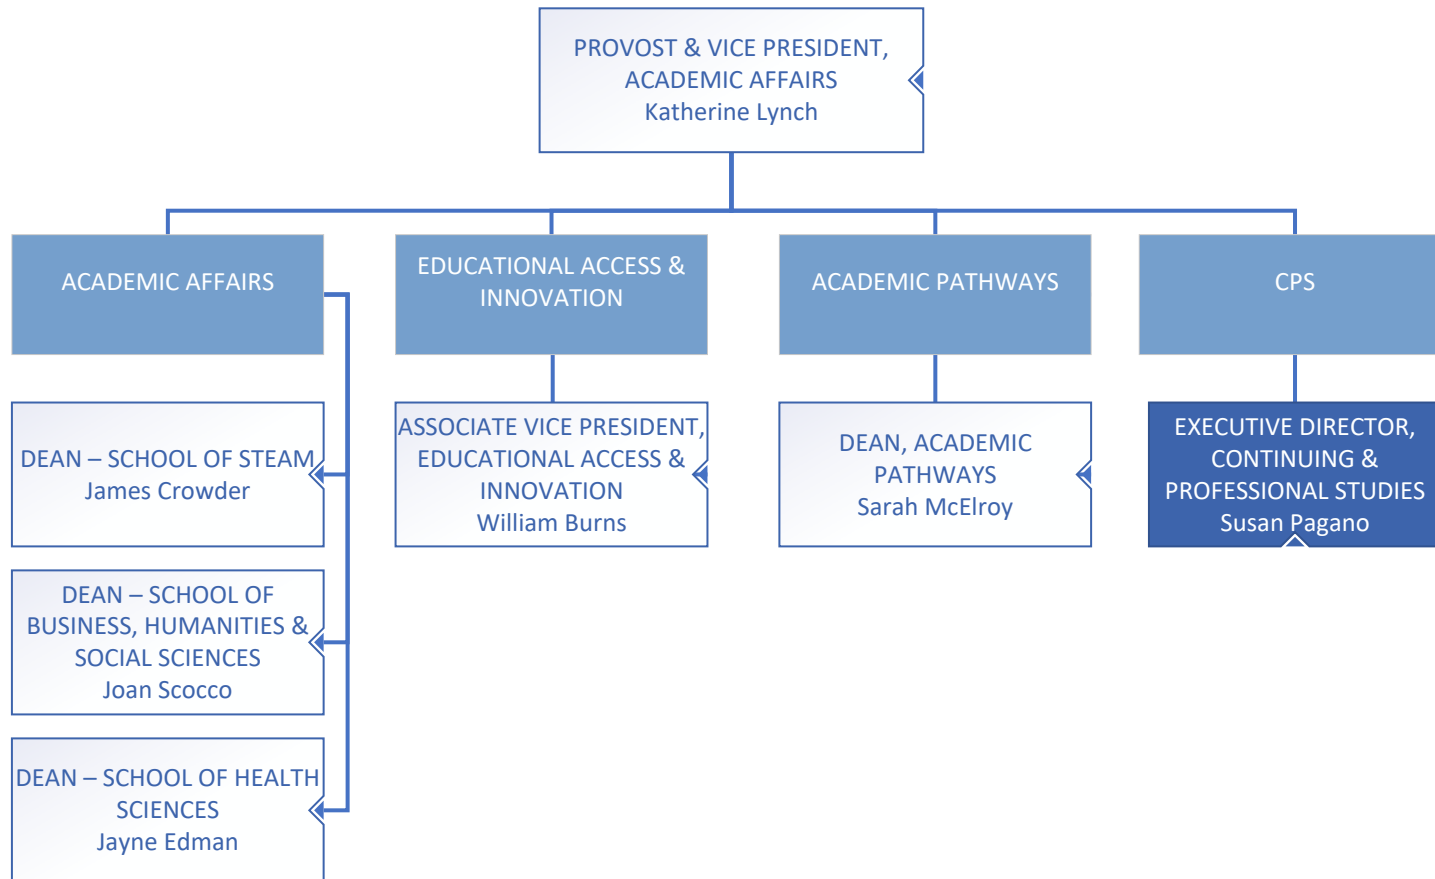 PROVOST & VICE PRESIDENT,
ACADEMIC AFFAIRS
Katherine Lynch
ACADEMIC AFFAIRS
EDUCATIONAL ACCESS &
INNOVATION
ACADEMIC PATHWAYS
CPS
DEAN – SCHOOL OF STEAM
James Crowder
ASSOCIATE VICE PRESIDENT,
EDUCATIONAL ACCESS &
INNOVATION
William Burns
DEAN, ACADEMIC
PATHWAYS
Sarah McElroy
EXECUTIVE DIRECTOR,
CONTINUING &
PROFESSIONAL STUDIES
Susan Pagano
DEAN – SCHOOL OF
BUSINESS, HUMANITIES &
SOCIAL SCIENCES
Joan Scocco
DEAN – SCHOOL OF HEALTH
SCIENCES
Jayne Edman